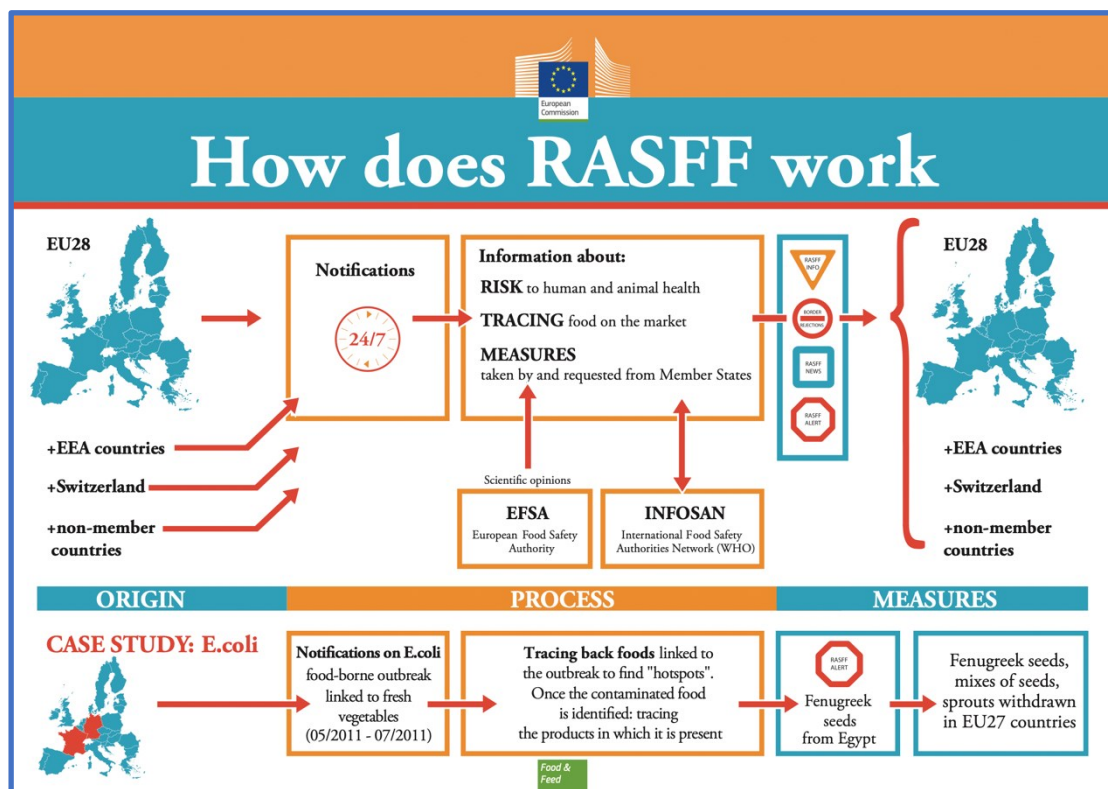 European
Commission
How does RASFF work
EU28
+EEA countries
+Switzerland
+non-member
countries
Notifications
24/7
Information about:
RISK to human and animal health
TRACING food on the market
MEASURES
taken by and requested from Member States
Scientific opinions
EFSA
European Food Safety
Authority
INFOSAN
International Food Safety
Authorities Network (WHO)
RASFF
INFO
BORDER
REJECTIONS
RASFF
NEWS
RASFF
ALERT
EU28
+EEA countries
+Switzerland
+non-member
countries
ORIGIN
PROCESS
MEASURES
CASE STUDY: E.coli
Notifications on E.coli
food-borne outbreak
linked to fresh
vegetables
(05/2011 - 07/2011)
Tracing back foods linked to
the outbreak to find "hotspots".
Once the contaminated food
is identified: tracing
the products in which it is present
RASFF
ALERT
Fenugreek
seeds
from Egypt
Fenugreek seeds,
mixes of seeds,
sprouts withdrawn
in EU27 countries
Food &
Feed